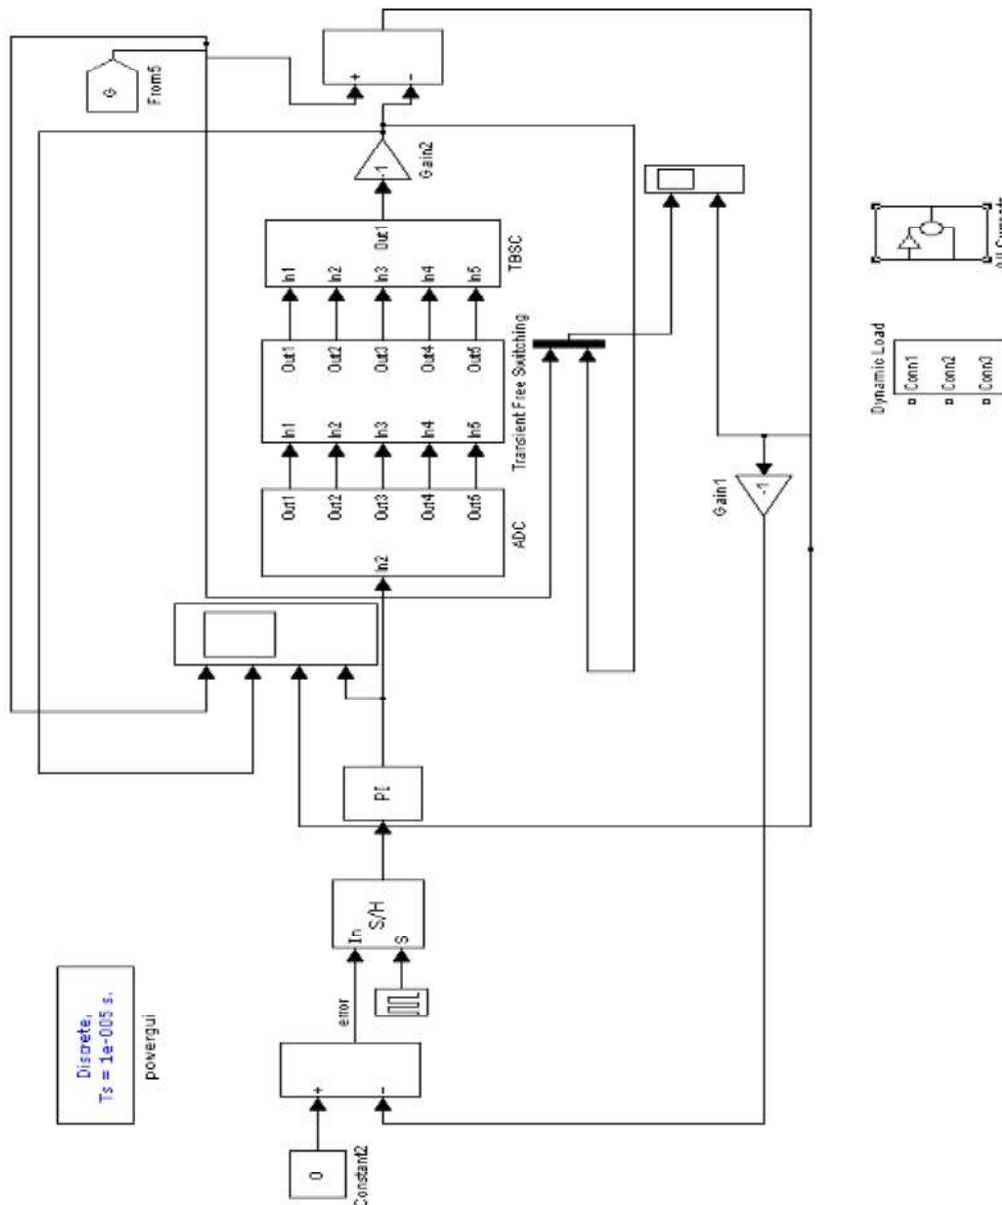 Discrete,
Ts = 1e-005 s.
powergui
0
Constant2
+
-
error
In
S
S/H
PI
In2
Out1
Out2
Out3
Out4
Out5
ADC
In1
In2
In3
In4
In5
Out1
Out2
Out3
Out4
Out5
Transient Free Switching
In1
In2
In3
In4
In5
Out1
TBSC
-1
Gain2
+
-
G
From5
-1
Gain1
Dynamic Load
Conn1
Conn2
Conn3
All Currents